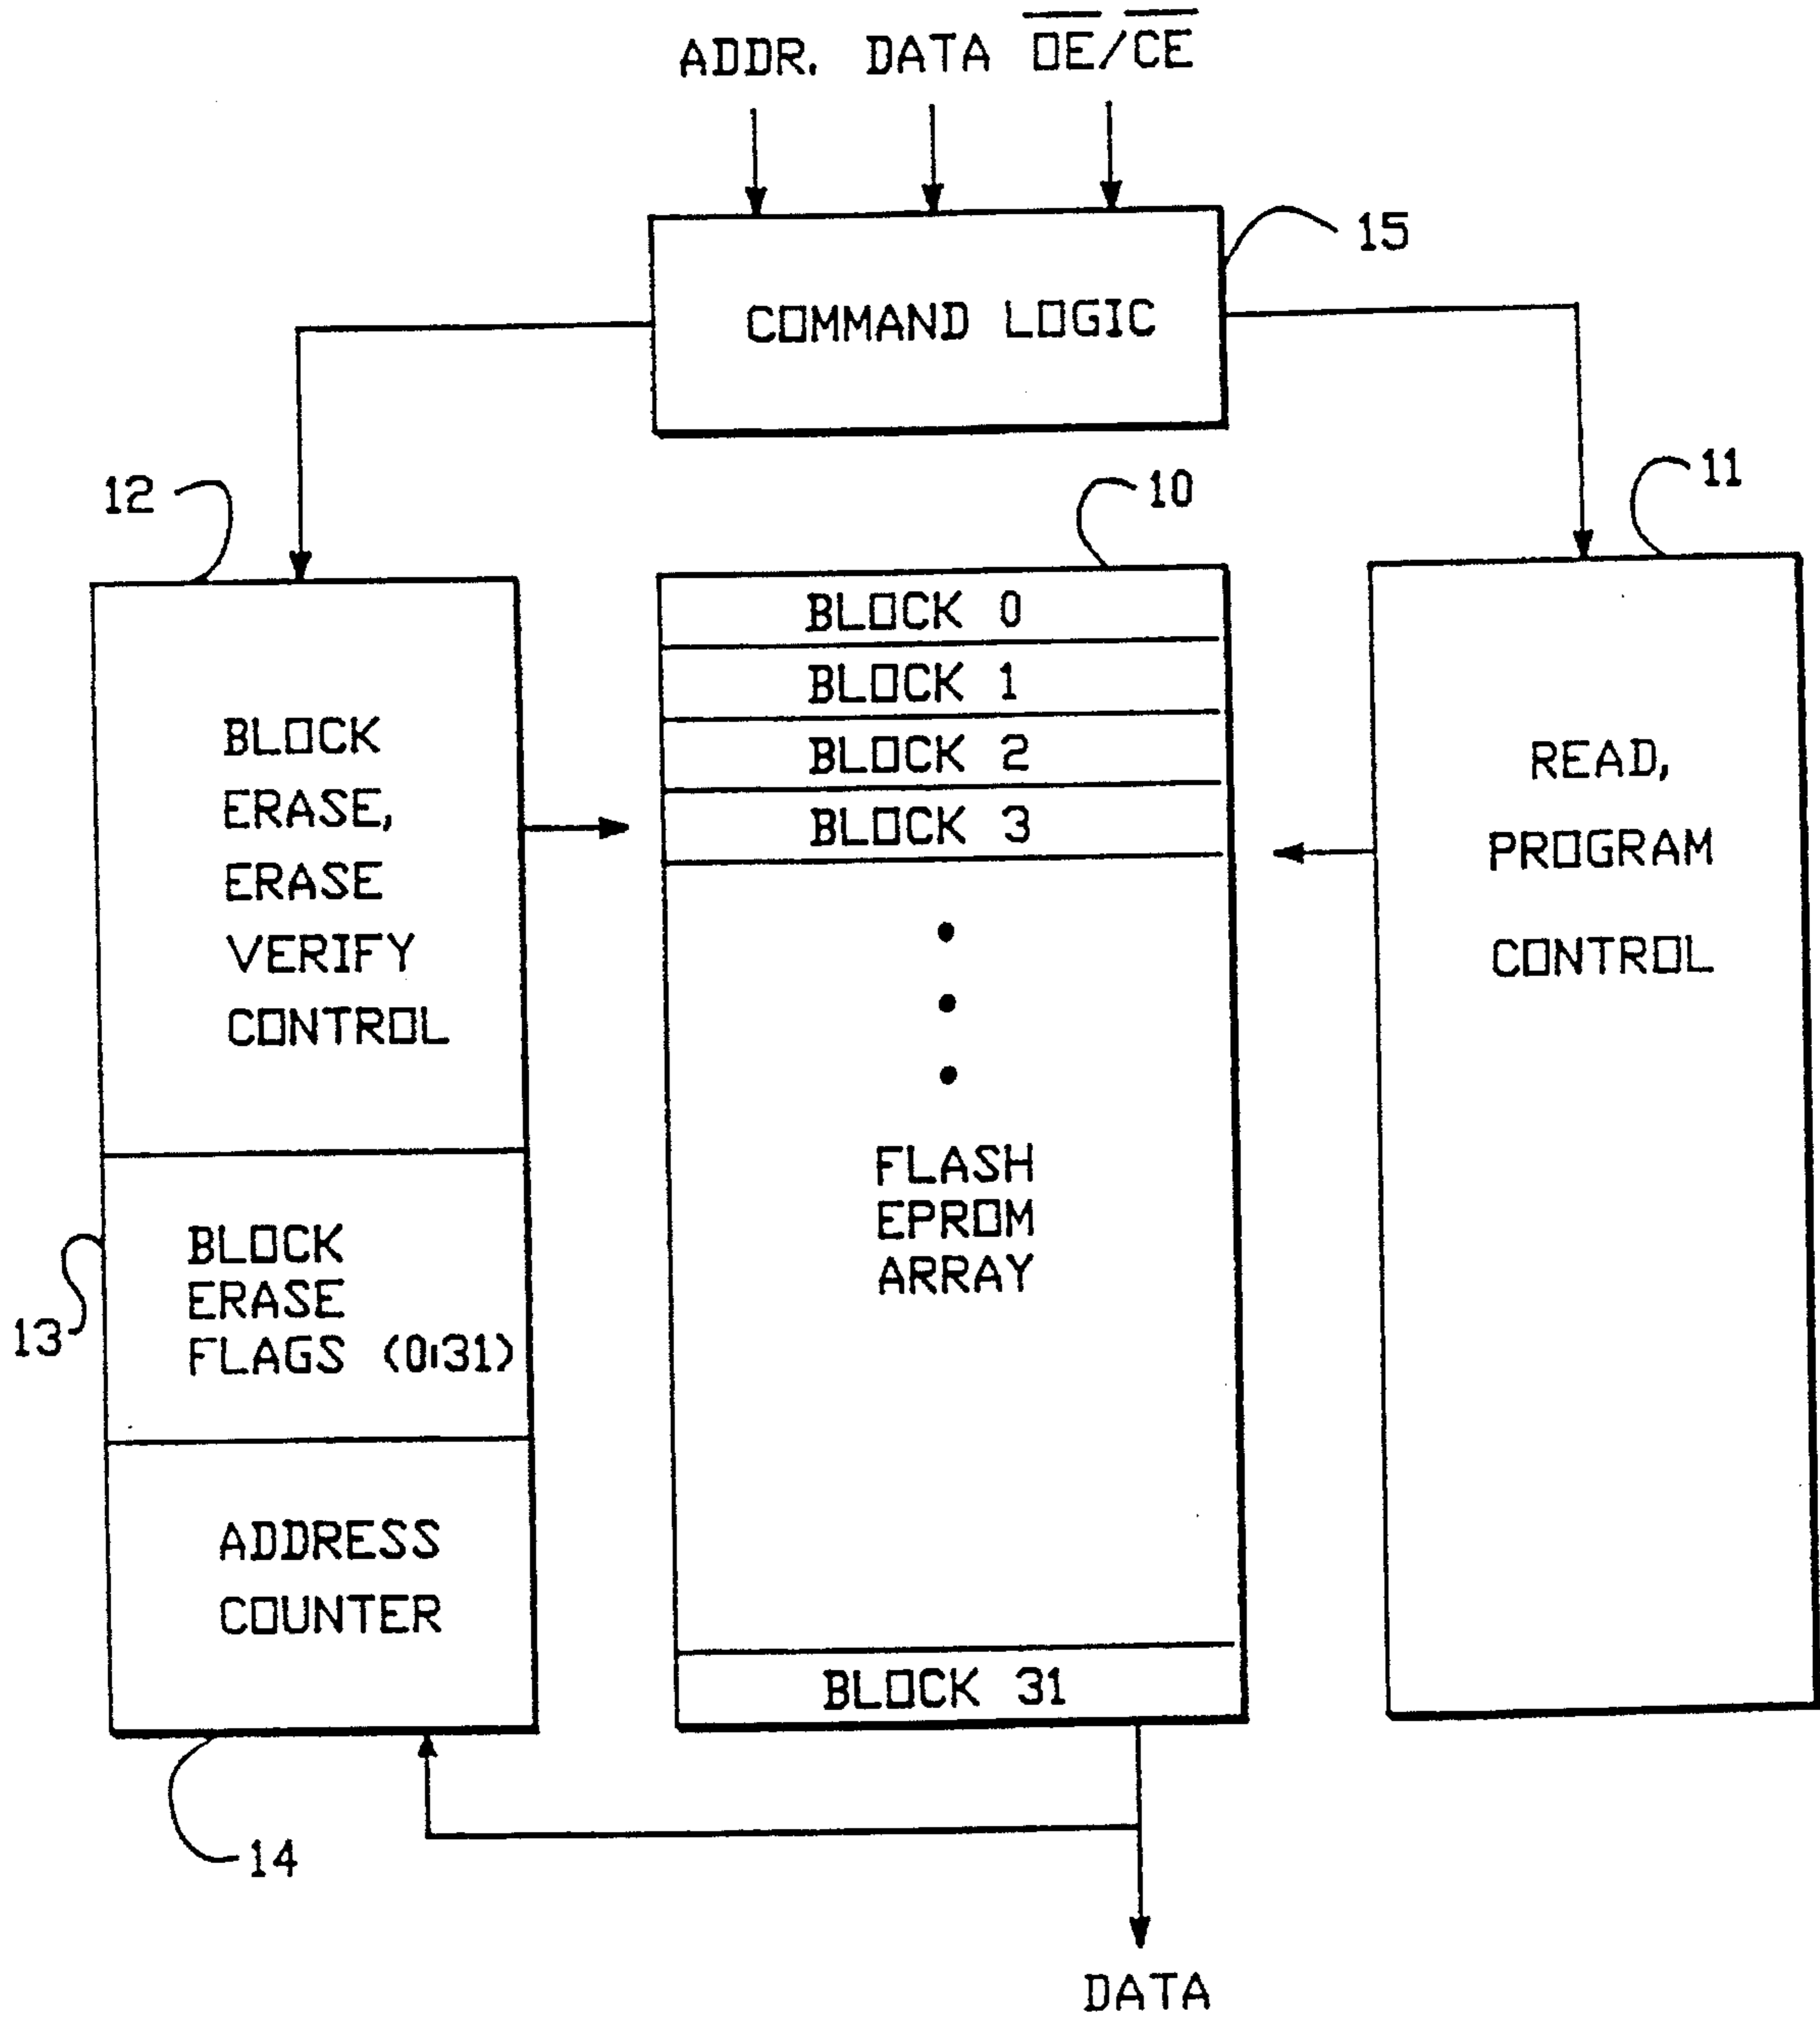 ADDR. DATA OE/CE
15
COMMAND LOGIC
12
10
11
BLOCK 0
BLOCK 1
BLOCK 2
BLOCK 3
BLOCK
ERASE,
ERASE
VERIFY
CONTROL
READ,
PROGRAM
CONTROL
FLASH
EPROM
ARRAY
13
BLOCK
ERASE
FLAGS (0:31)
ADDRESS
COUNTER
BLOCK 31
14
DATA